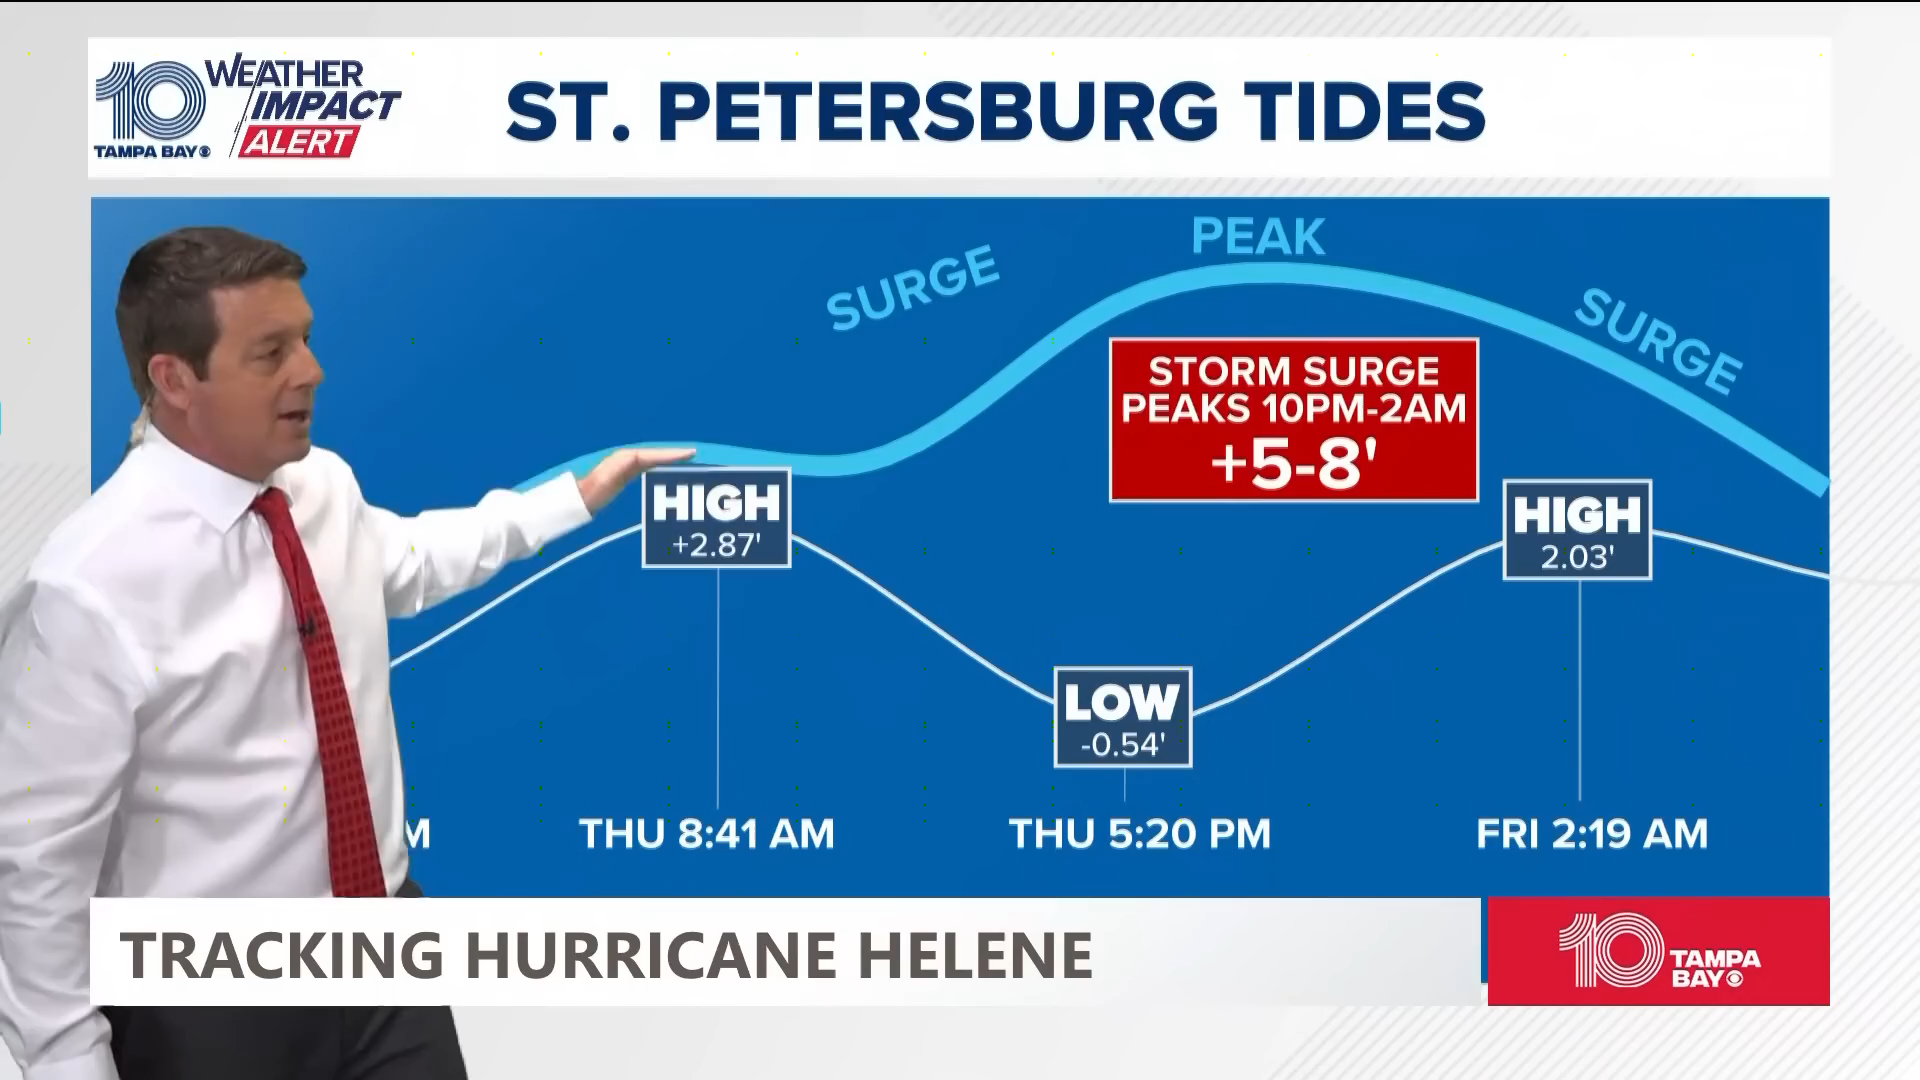 10
TAMPA BAY
WEATHER
IMPACT
ALERT
ST. PETERSBURG TIDES
SURGE
PEAK
SURGE
STORM SURGE
PEAKS 10PM-2AM
+5-8'
HIGH
+2.87'
LOW
-0.54'
HIGH
2.03'
M
THU 8:41 AM
THU 5:20 PM
FRI 2:19 AM
TRACKING HURRICANE HELENE
10
TAMPA
BAY